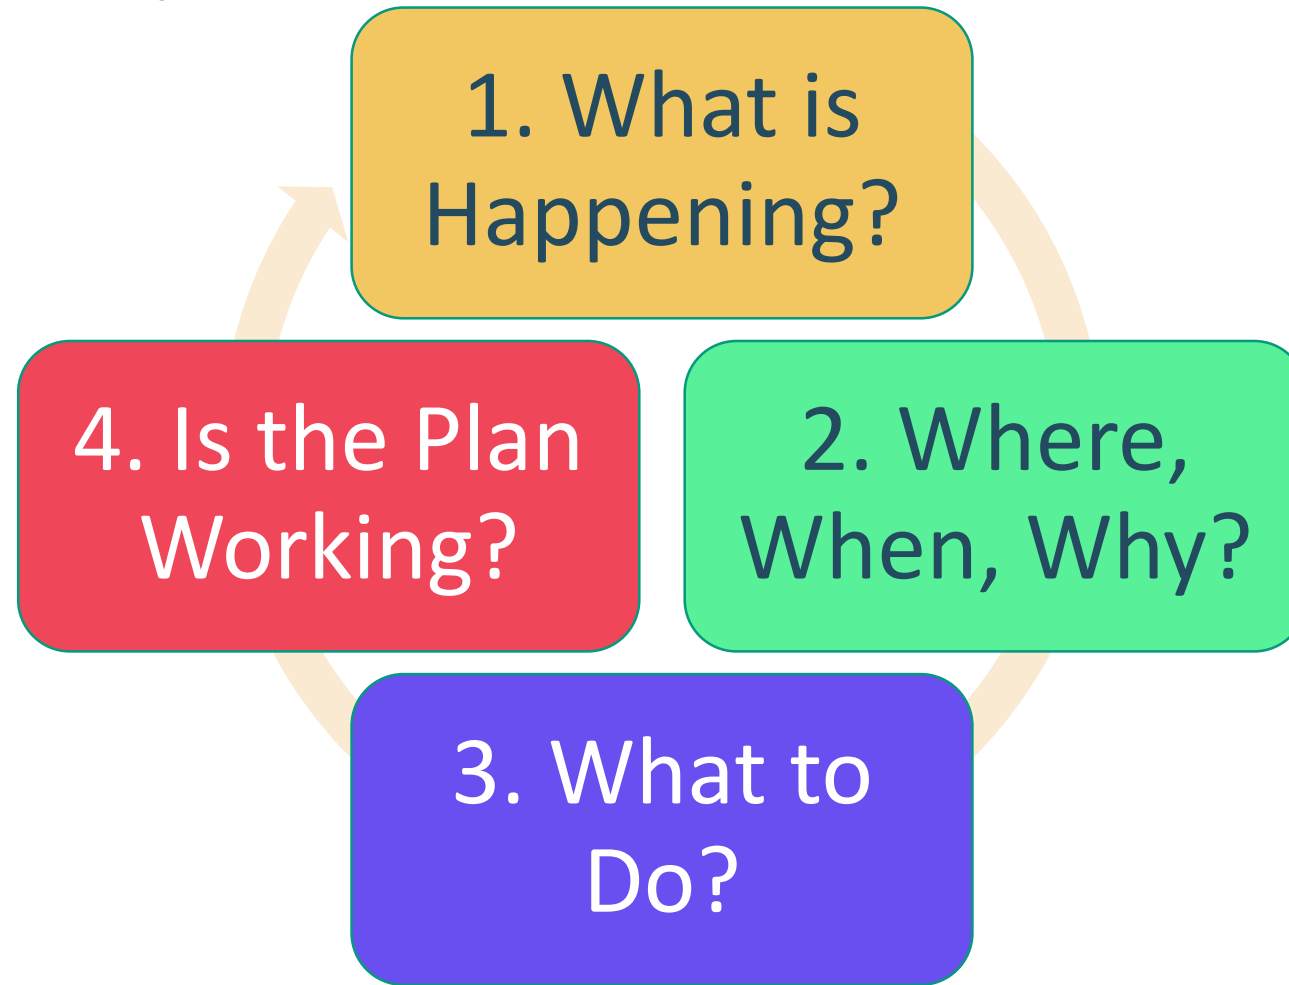 1. What is
Happening?
2. Where,
When, Why?
3. What to
Do?
4. Is the Plan
Working?